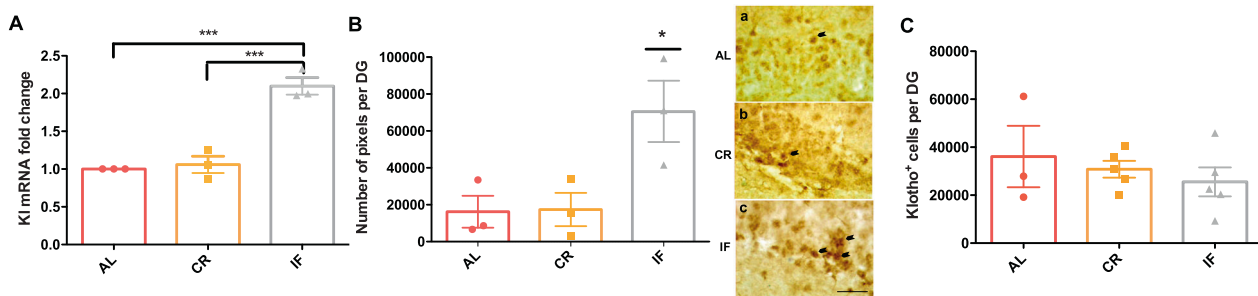 A
Kl mRNA fold change
2.5
2.0
1.5
1.0
0.5
0.0
***
***
AL
CR
IF
B
Number of pixels per DG
100000
80000
60000
40000
20000
0
*
AL
CR
IF
a
AL
b
CR
c
IF
C
Klotho+ cells per DG
80000
60000
40000
20000
0
AL
CR
IF